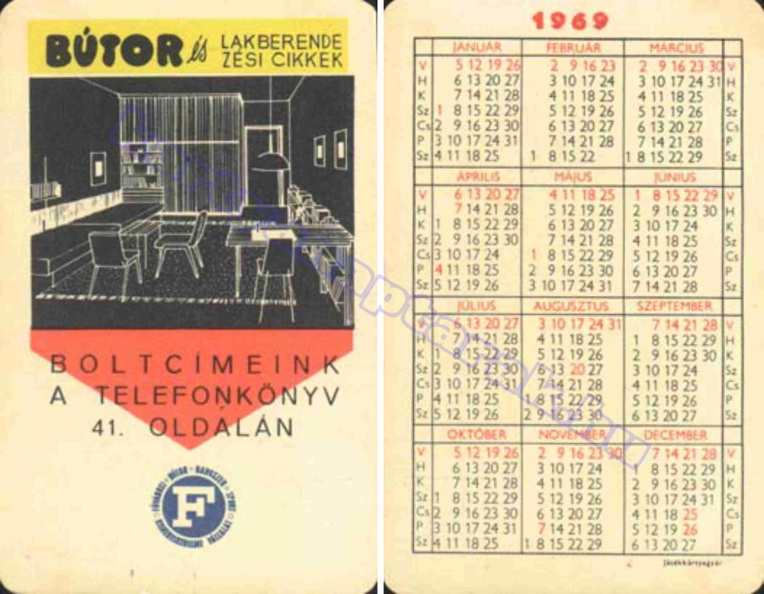 BÚTOR és LAKBERENDE
ZÉSI CIKKEK
BOLTCÍMEINK
A TELEFONKÖNYV
41. OLDALÁN
F
1969
JANUÁR FEBRUÁR MÁRCIUS
V 5 12 19 26 2 9 16 23 2 9 16 23 30 V
H 6 13 20 27 3 10 17 24 3 10 17 24 31 H
K 7 14 21 28 4 11 18 25 4 11 18 25 K
Sz 1 8 15 22 29 5 12 19 26 5 12 19 26 Sz
Cs 2 9 16 23 30 6 13 20 27 6 13 20 27 Cs
P 3 10 17 24 31 7 14 21 28 7 14 21 28 P
Sz 4 11 18 25 1 8 15 22 1 8 15 22 29 Sz
ÁPRILIS MÁJUS JÚNIUS
V 6 13 20 27 4 11 18 25 1 8 15 22 29 V
H 7 14 21 28 5 12 19 26 2 9 16 23 30 H
K 1 8 15 22 29 6 13 20 27 3 10 17 24 K
Sz 2 9 16 23 30 7 14 21 28 4 11 18 25 Sz
Cs 3 10 17 24 1 8 15 22 29 5 12 19 26 Cs
P 4 11 18 25 2 9 16 23 30 6 13 20 27 P
Sz 5 12 19 26 3 10 17 24 31 7 14 21 28 Sz
JÚLIUS AUGUSZTUS SZEPTEMBER
V 6 13 20 27 3 10 17 24 31 7 14 21 28 V
H 7 14 21 28 4 11 18 25 1 8 15 22 29 H
K 1 8 15 22 29 5 12 19 26 2 9 16 23 30 K
Sz 2 9 16 23 30 6 13 20 27 3 10 17 24 Sz
Cs 3 10 17 24 31 7 14 21 28 4 11 18 25 Cs
P 4 11 18 25 1 8 15 22 29 5 12 19 26 P
Sz 5 12 19 26 2 9 16 23 30 6 13 20 27 Sz
OKTÓBER NOVEMBER DECEMBER
V 5 12 19 26 2 9 16 23 30 7 14 21 28 V
H 6 13 20 27 3 10 17 24 1 8 15 22 29 H
K 7 14 21 28 4 11 18 25 2 9 16 23 30 K
Sz 1 8 15 22 29 5 12 19 26 3 10 17 24 31 Sz
Cs 2 9 16 23 30 6 13 20 27 4 11 18 25 Cs
P 3 10 17 24 31 7 14 21 28 5 12 19 26 P
Sz 4 11 18 25 1 8 15 22 29 6 13 20 27 Sz
Játékkártyagyár